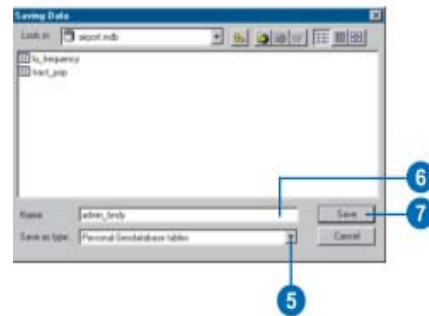 Saving Data
Look in: airport.mdb
lu_frequency
tract_pop
Name: admin_bndy
Save
Save as type: Personal Geodatabase tables
Cancel
6
7
5